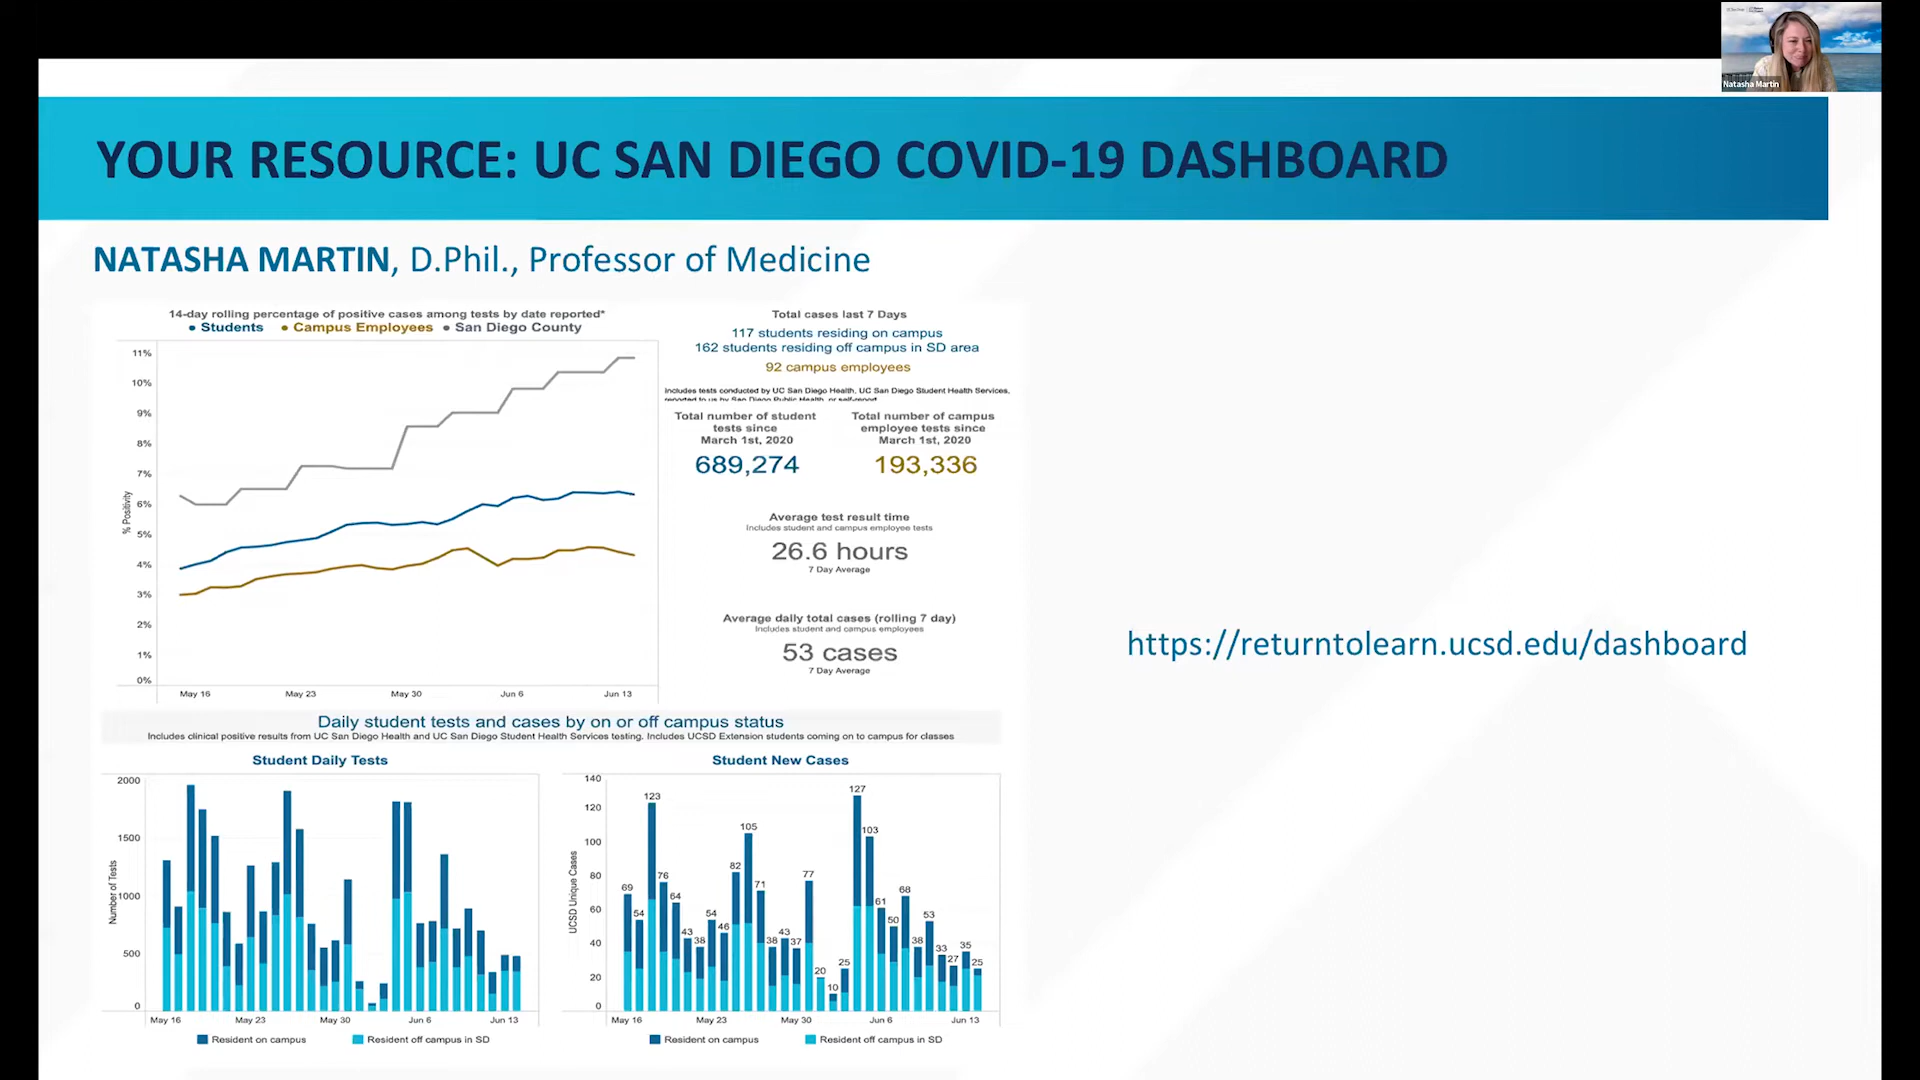 Natasha Martin
YOUR RESOURCE: UC SAN DIEGO COVID-19 DASHBOARD
NATASHA MARTIN, D.Phil., Professor of Medicine
14-day rolling percentage of positive cases among tests by date reported*
● Students ● Campus Employees ● San Diego County
11%
10%
9%
8%
7%
6%
5%
4%
3%
2%
1%
0%
% Positivity
May 16 May 23 May 30 Jun 6 Jun 13
Total cases last 7 Days
117 students residing on campus
162 students residing off campus in SD area
92 campus employees
Includes tests conducted by UC San Diego Health, UC San Diego Student Health Services,
reported to us by San Diego Public Health, or self-report
Total number of student
tests since
March 1st, 2020
689,274
Total number of campus
employee tests since
March 1st, 2020
193,336
Average test result time
Includes student and campus employee tests
26.6 hours
7 Day Average
Average daily total cases (rolling 7 day)
Includes student and campus employees
53 cases
7 Day Average
https://returntolearn.ucsd.edu/dashboard
Daily student tests and cases by on or off campus status
Includes clinical positive results from UC San Diego Health and UC San Diego Student Health Services testing. Includes UCSD Extension students coming on to campus for classes
Student Daily Tests
2000
1500
1000
500
0
Number of Tests
May 16 May 23 May 30 Jun 6 Jun 13
Resident on campus Resident off campus in SD
Student New Cases
140
120
100
80
60
40
20
0
UCSD Unique Cases
69 54 123 76 64 43 38 54 46 82 105 71 38 43 37 77 20 10 25 127 103 61 50 68 38 53 33 27 35 25
May 16 May 23 May 30 Jun 6 Jun 13
Resident on campus Resident off campus in SD